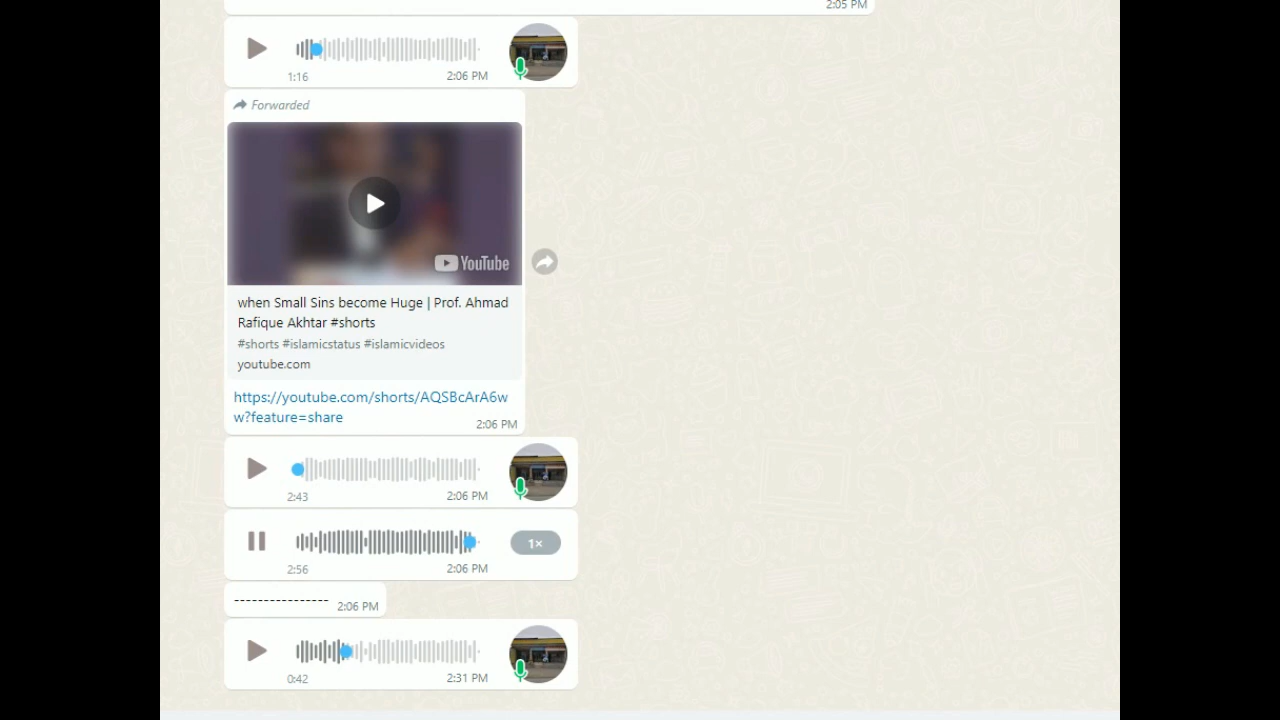 2:05 PM
1:16
2:06 PM
Forwarded
YouTube
when Small Sins become Huge | Prof. Ahmad
Rafique Akhtar #shorts
#shorts #islamicstatus #islamicvideos
youtube.com
https://youtube.com/shorts/AQSBcArA6w
w?feature=share
2:06 PM
2:43
2:06 PM
1×
2:56
2:06 PM
----------------
2:06 PM
0:42
2:31 PM